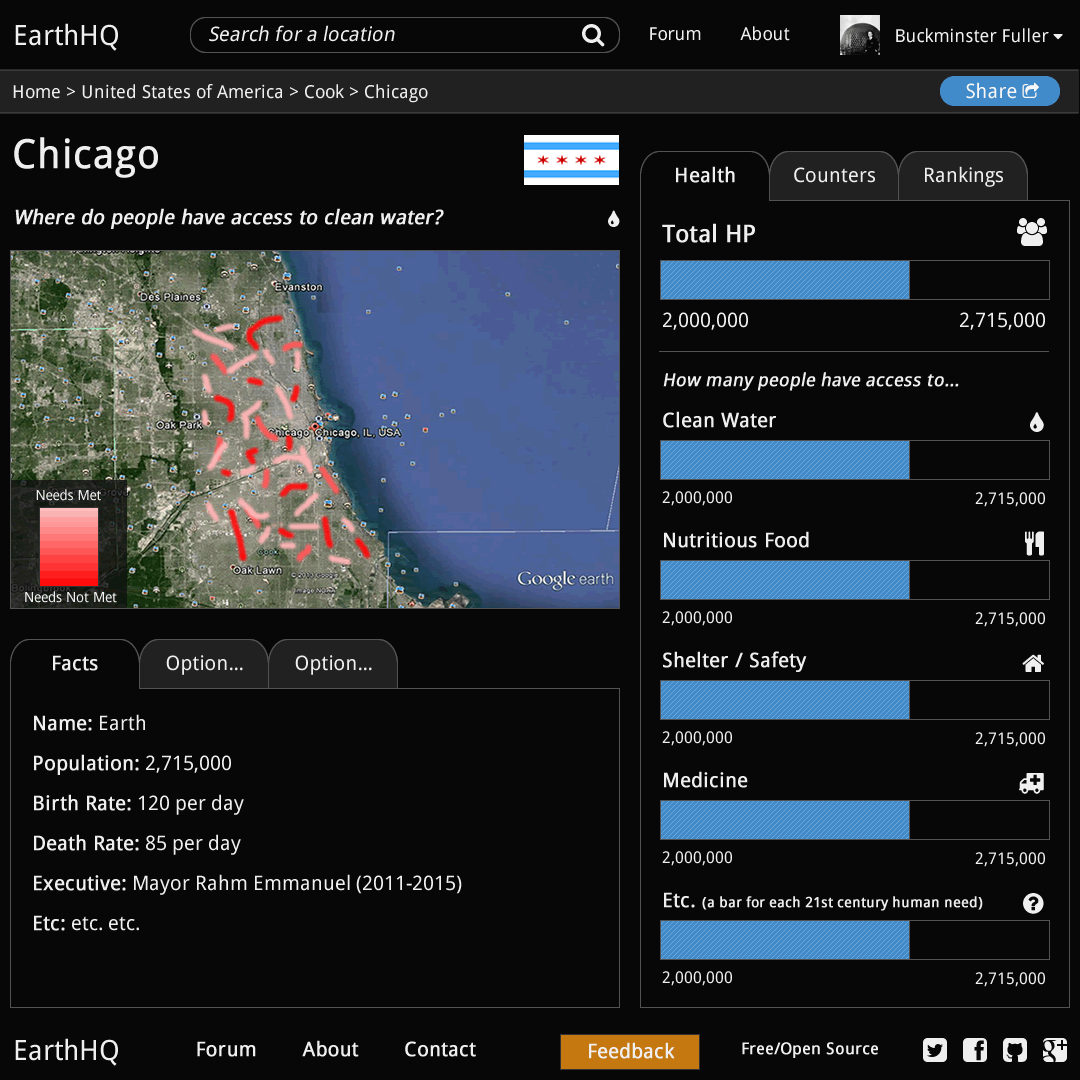 EarthHQ
Search for a location
Forum
About
Buckminster Fuller
Home > United States of America > Cook > Chicago
Share
Chicago
Where do people have access to clean water?
Evanston
Des Plaines
Oak Park
Chicago Chicago, IL, USA
Needs Met
Needs Not Met
Oak Lawn
Google earth
Facts
Option...
Option...
Name: Earth
Population: 2,715,000
Birth Rate: 120 per day
Death Rate: 85 per day
Executive: Mayor Rahm Emmanuel (2011-2015)
Etc: etc. etc.
Health
Counters
Rankings
Total HP
2,000,000 2,715,000
How many people have access to...
Clean Water
2,000,000 2,715,000
Nutritious Food
2,000,000 2,715,000
Shelter / Safety
2,000,000 2,715,000
Medicine
2,000,000 2,715,000
Etc. (a bar for each 21st century human need)
2,000,000 2,715,000
EarthHQ
Forum
About
Contact
Feedback
Free/Open Source